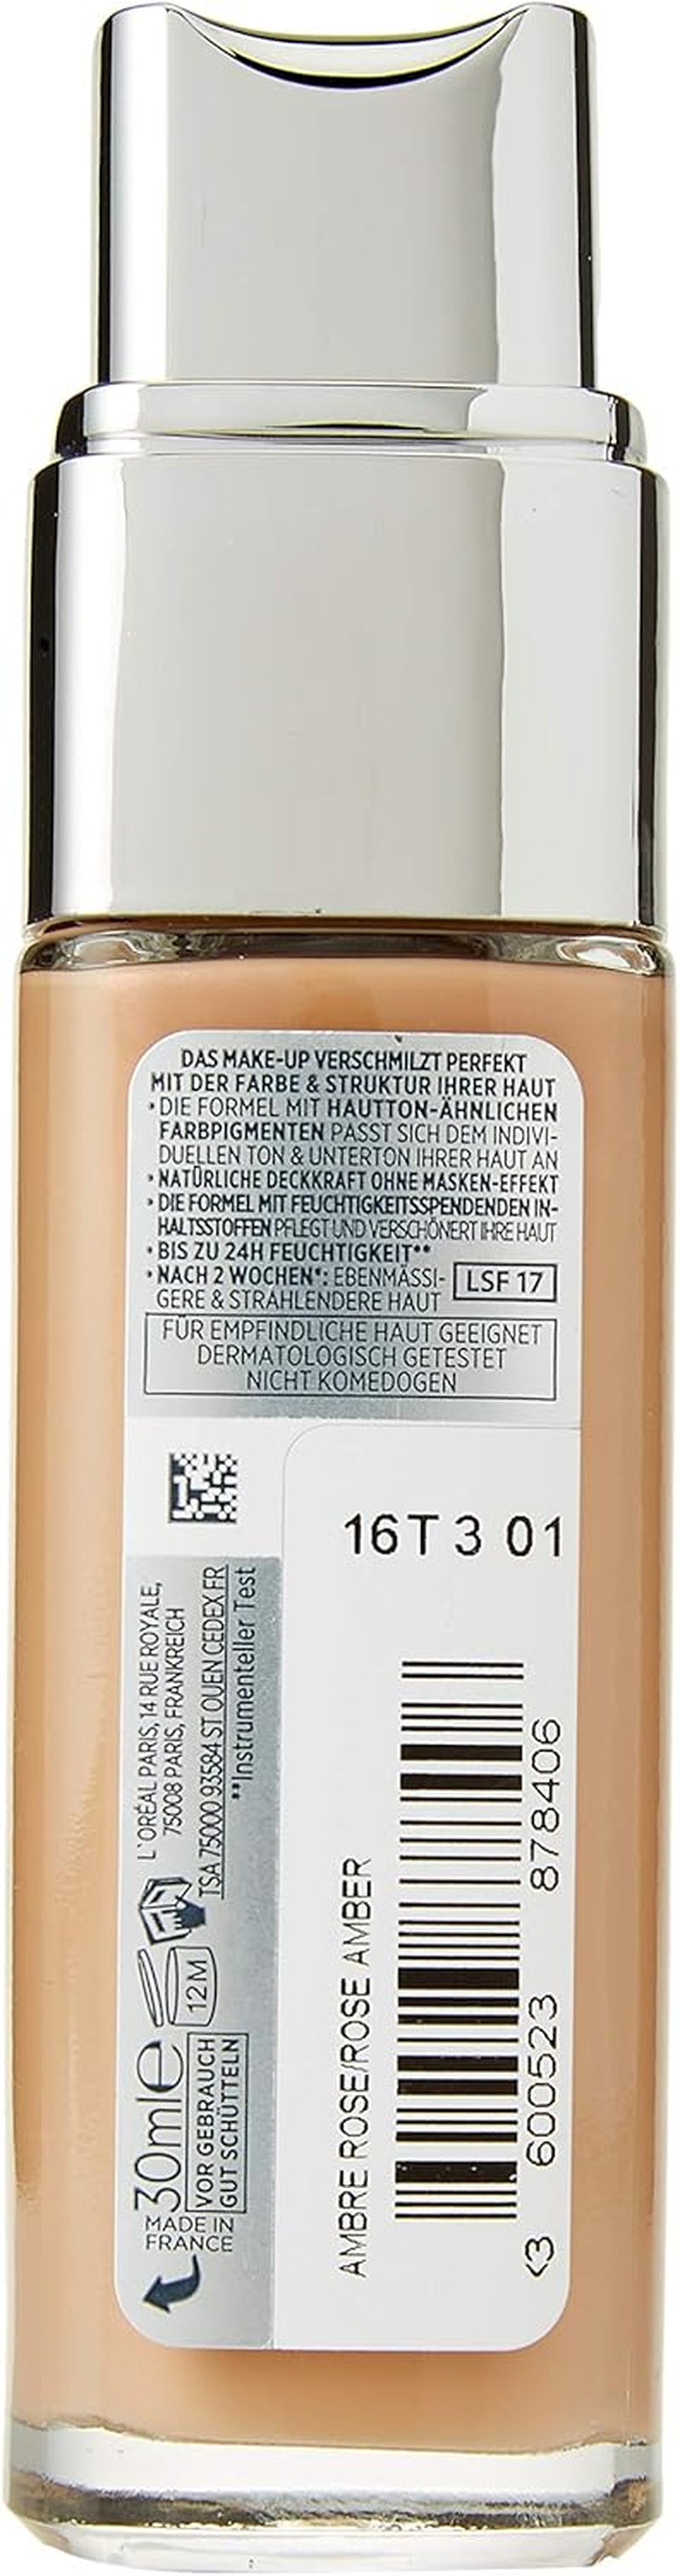 DAS MAKE-UP VERSCHMILZT PERFEKT
MIT DER FARBE & STRUKTUR IHRER HAUT
• DIE FORMEL MIT HAUTTON-ÄHNLICHEN
FARBPIGMENTEN PASST SICH DEM INDIVI-
DUELLEN TON & UNTERTON IHRER HAUT AN
• NATÜRLICHE DECKKRAFT OHNE MASKEN-EFFEKT
• DIE FORMEL MIT FEUCHTIGKEITSSPENDENDEN IN-
HALTSSTOFFEN PFLEGT UND VERSCHÖNERT IHRE HAUT
• BIS ZU 24H FEUCHTIGKEIT**
• NACH 2 WOCHEN*: EBENMÄSSI-
GERE & STRAHLENDERE HAUT
LSF 17
FÜR EMPFINDLICHE HAUT GEEIGNET
DERMATOLOGISCH GETESTET
NICHT KOMEDOGEN
16T3 01
L'ORÉAL PARIS, 14 RUE ROYALE,
75008 PARIS, FRANKREICH
TSA 75000 93584 ST OUEN CEDEX FR
**Instrumenteller Test
12M
30ml e
VOR GEBRAUCH
GUT SCHÜTTELN
MADE IN
FRANCE
AMBRE ROSE/ROSE AMBER
<3 600523 878406